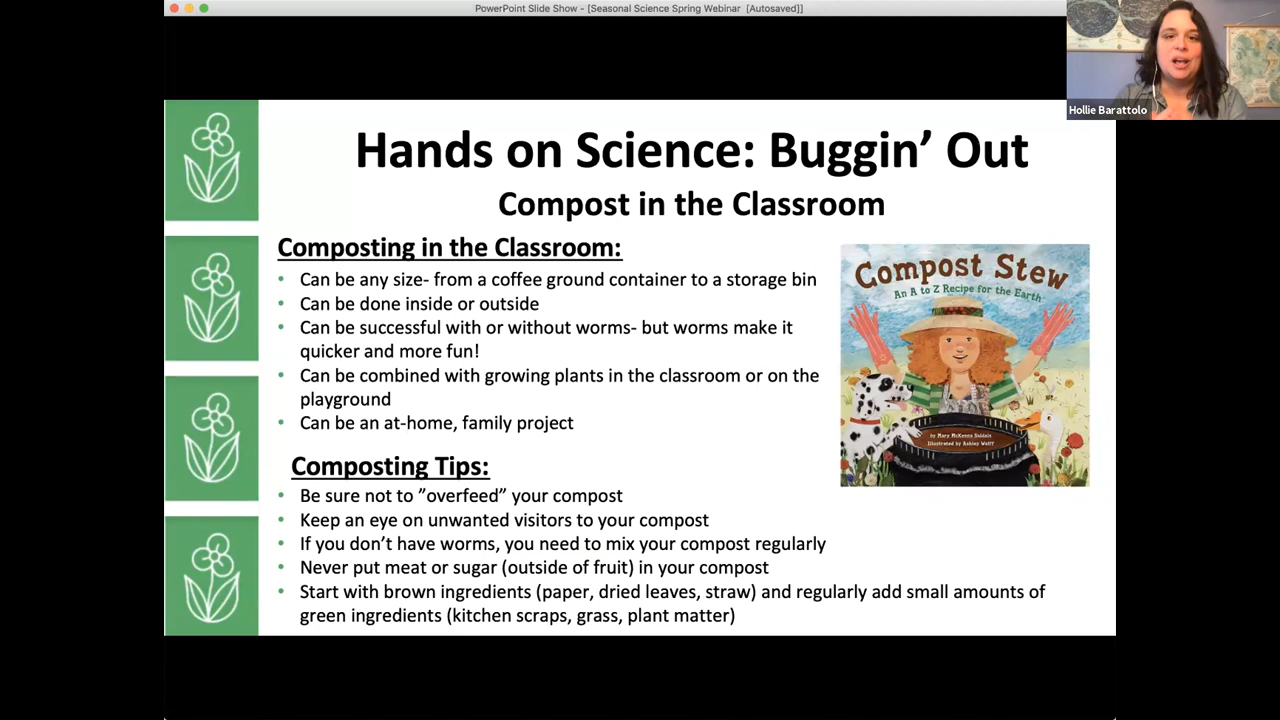 PowerPoint Slide Show - [Seasonal Science Spring Webinar [Autosaved]]
Hollie Barattolo
Hands on Science: Buggin’ Out
Compost in the Classroom
Composting in the Classroom:
• Can be any size- from a coffee ground container to a storage bin
• Can be done inside or outside
• Can be successful with or without worms- but worms make it
quicker and more fun!
• Can be combined with growing plants in the classroom or on the
playground
• Can be an at-home, family project
Compost Stew
An A to Z Recipe for the Earth
by Mary McKenna Siddals
Illustrated by Ashley Wolff
Composting Tips:
• Be sure not to ”overfeed” your compost
• Keep an eye on unwanted visitors to your compost
• If you don’t have worms, you need to mix your compost regularly
• Never put meat or sugar (outside of fruit) in your compost
• Start with brown ingredients (paper, dried leaves, straw) and regularly add small amounts of
green ingredients (kitchen scraps, grass, plant matter)